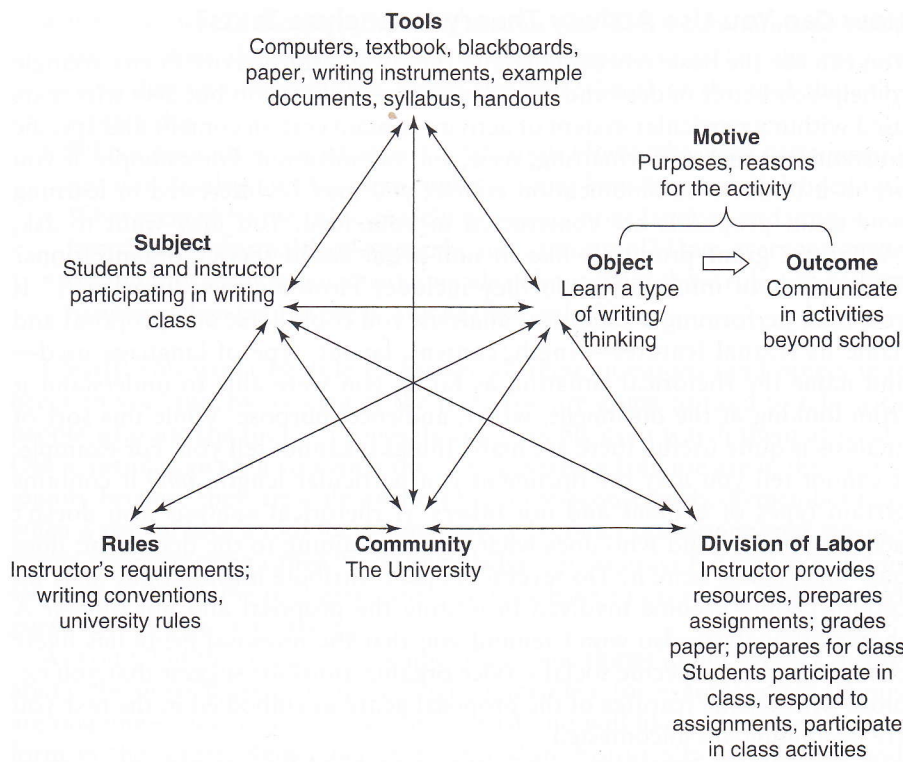 Tools
Computers, textbook, blackboards,
paper, writing instruments, example
documents, syllabus, handouts
Motive
Purposes, reasons
for the activity
Subject
Students and instructor
participating in writing
class
Object
Learn a type
of writing/
thinking
Outcome
Communicate
in activities
beyond school
Rules
Instructor's requirements;
writing conventions,
university rules
Community
The University
Division of Labor
Instructor provides
resources, prepares
assignments; grades
paper; prepares for class
Students participate in
class, respond to
assignments, participate
in class activities